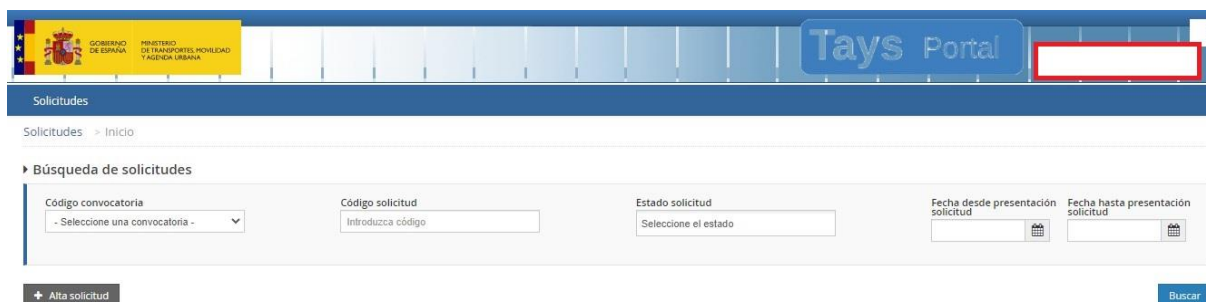 GOBIERNO
DE ESPAÑA
MINISTERIO
DE TRANSPORTES, MOVILIDAD
Y AGENDA URBANA
Tays Portal
Solicitudes
Solicitudes > Inicio
Búsqueda de solicitudes
Código convocatoria
- Seleccione una convocatoria -
Código solicitud
Introduzca código
Estado solicitud
Seleccione el estado
Fecha desde presentación
solicitud
Fecha hasta presentación
solicitud
+ Alta solicitud
Buscar